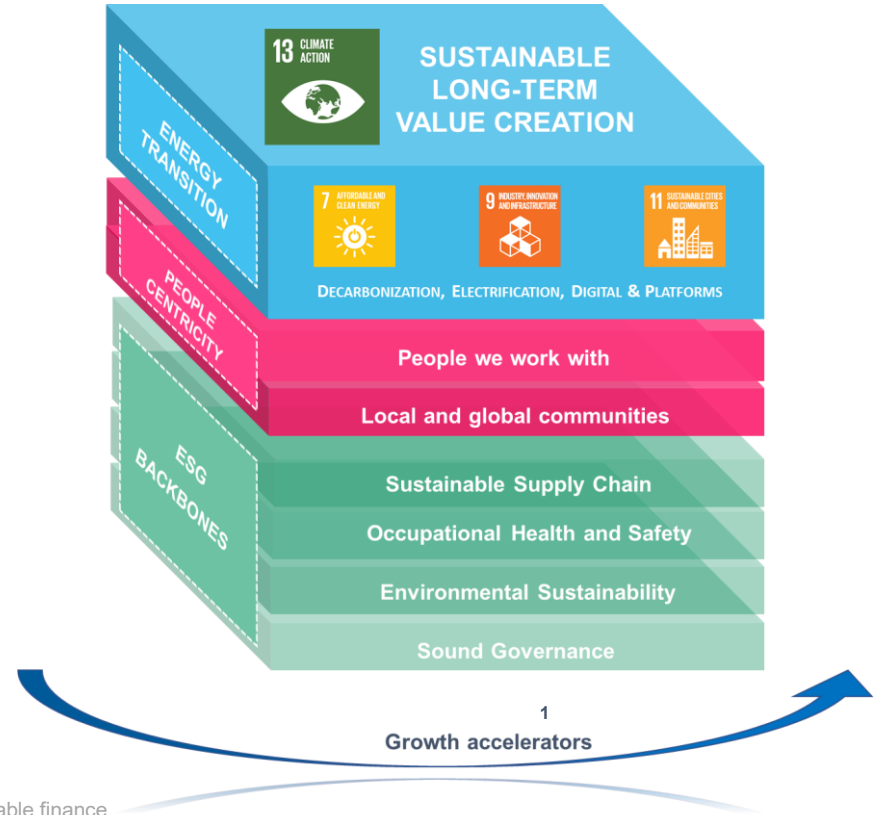 13 CLIMATE
ACTION
SUSTAINABLE
LONG-TERM
VALUE CREATION
ENERGY
TRANSITION
7 AFFORDABLE AND
CLEAN ENERGY
9 INDUSTRY, INNOVATION
AND INFRASTRUCTURE
11 SUSTAINABLE CITIES
AND COMMUNITIES
DECARBONIZATION, ELECTRIFICATION, DIGITAL & PLATFORMS
PEOPLE
CENTRICITY
People we work with
Local and global communities
ESG
BACKBONES
Sustainable Supply Chain
Occupational Health and Safety
Environmental Sustainability
Sound Governance
1
Growth accelerators
able finance